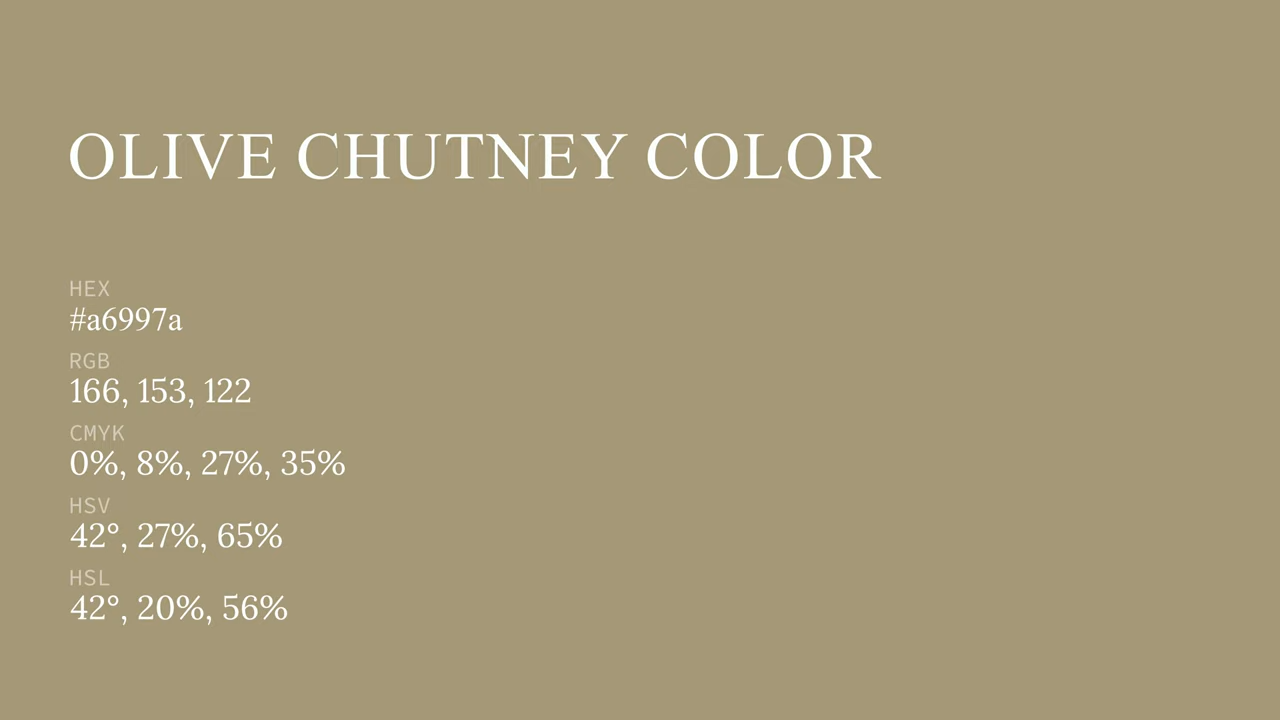 OLIVE CHUTNEY COLOR
HEX
#a6997a
RGB
166, 153, 122
CMYK
0%, 8%, 27%, 35%
HSV
42°, 27%, 65%
HSL
42°, 20%, 56%